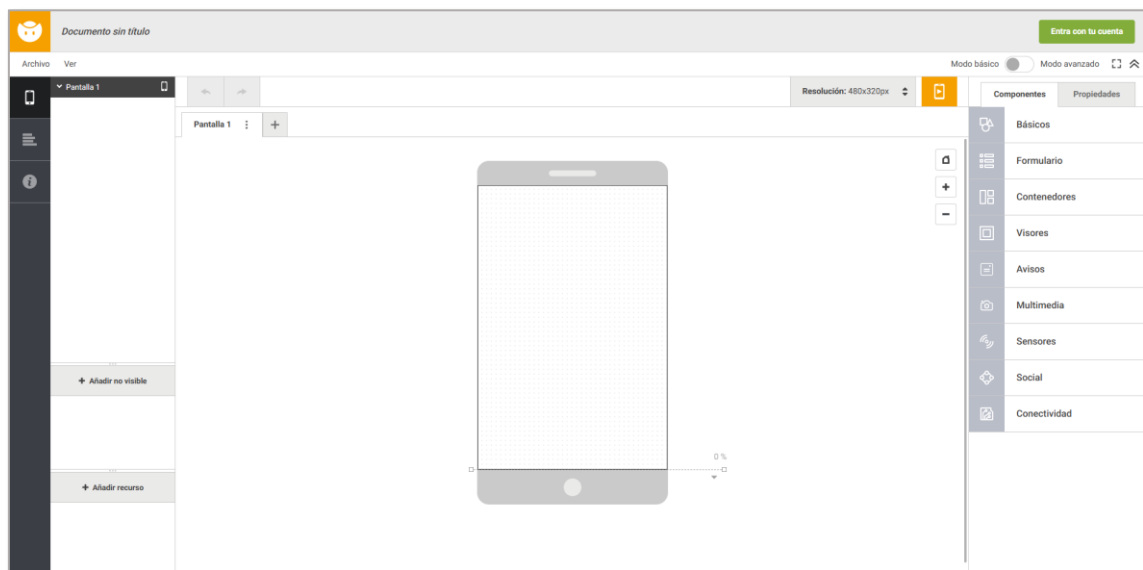 Documento sin título
Entra con tu cuenta
Archivo Ver
Modo básico Modo avanzado
Pantalla 1
Resolución: 480x320px
Componentes Propiedades
Pantalla 1
Básicos
Formulario
Contenedores
Visores
Avisos
Multimedia
Sensores
Social
Conectividad
+ Añadir no visible
0 %
+ Añadir recurso